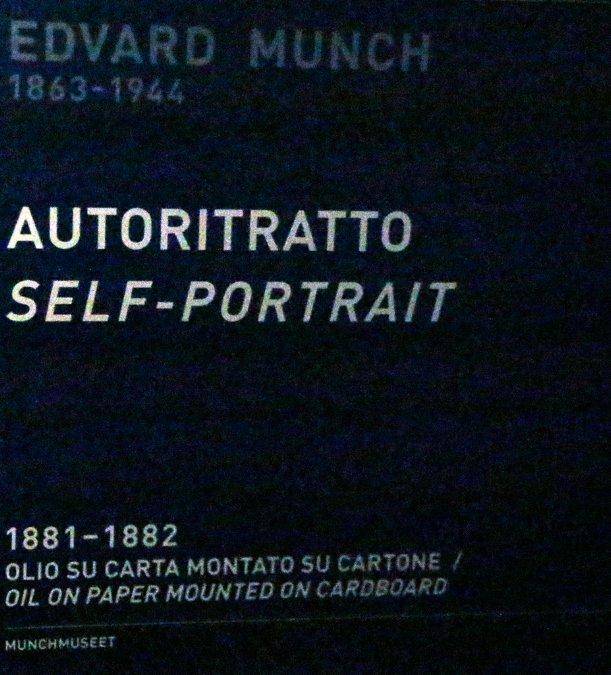 EDVARD MUNCH
1863-1944
AUTORITRATTO
SELF-PORTRAIT
1881–1882
OLIO SU CARTA MONTATO SU CARTONE /
OIL ON PAPER MOUNTED ON CARDBOARD
MUNCHMUSEET